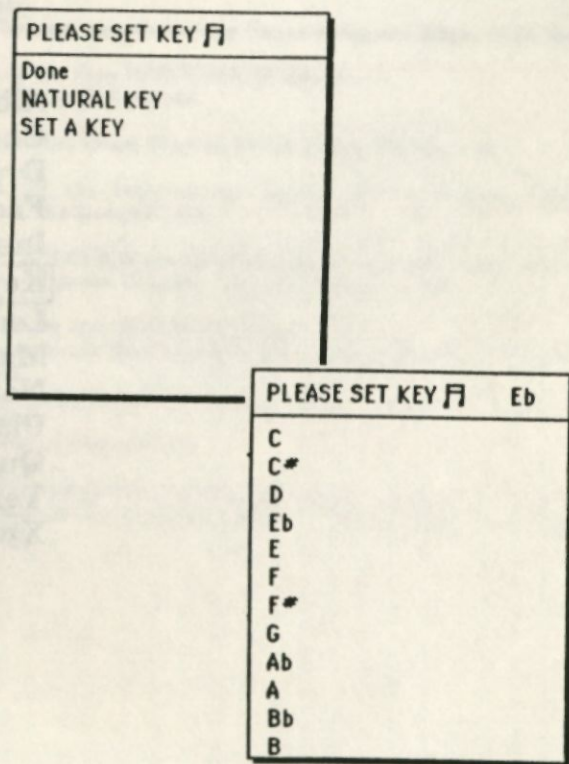 PLEASE SET KEY
Done
NATURAL KEY
SET A KEY
PLEASE SET KEY Eb
C
C#
D
Eb
E
F
F#
G
Ab
A
Bb
B